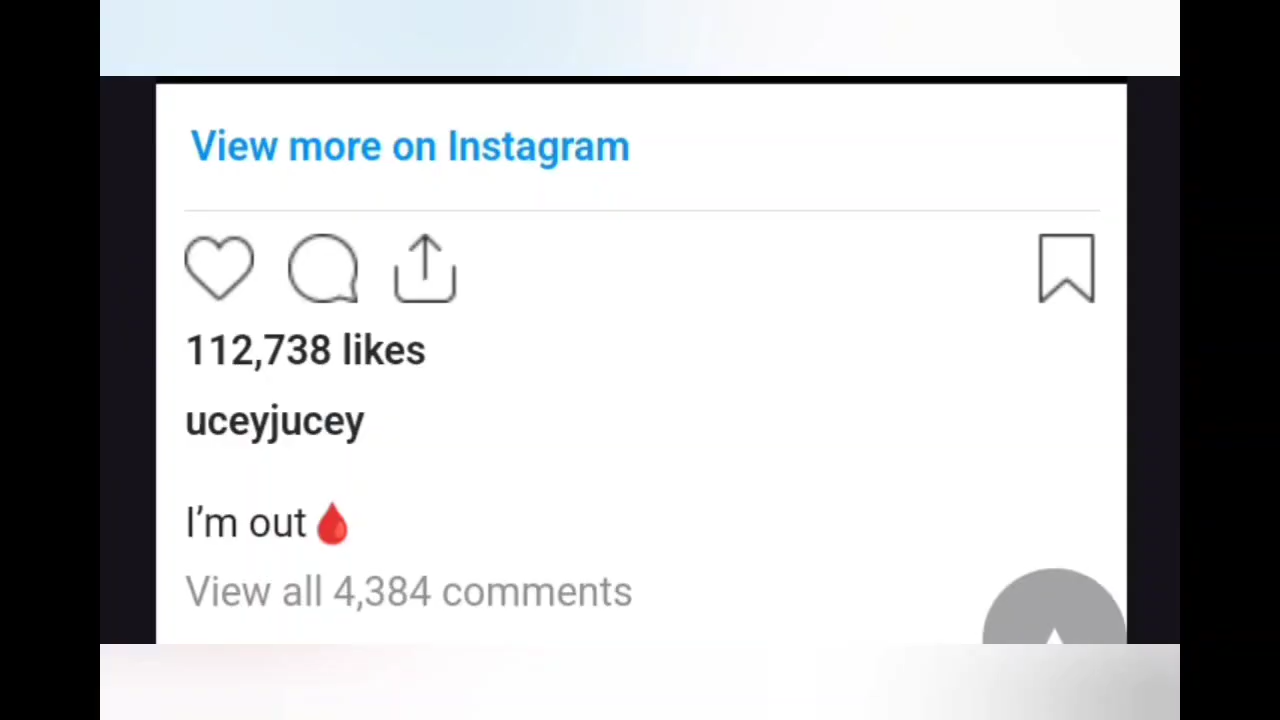 View more on Instagram
112,738 likes
uceyjucey
I’m out🩸
View all 4,384 comments